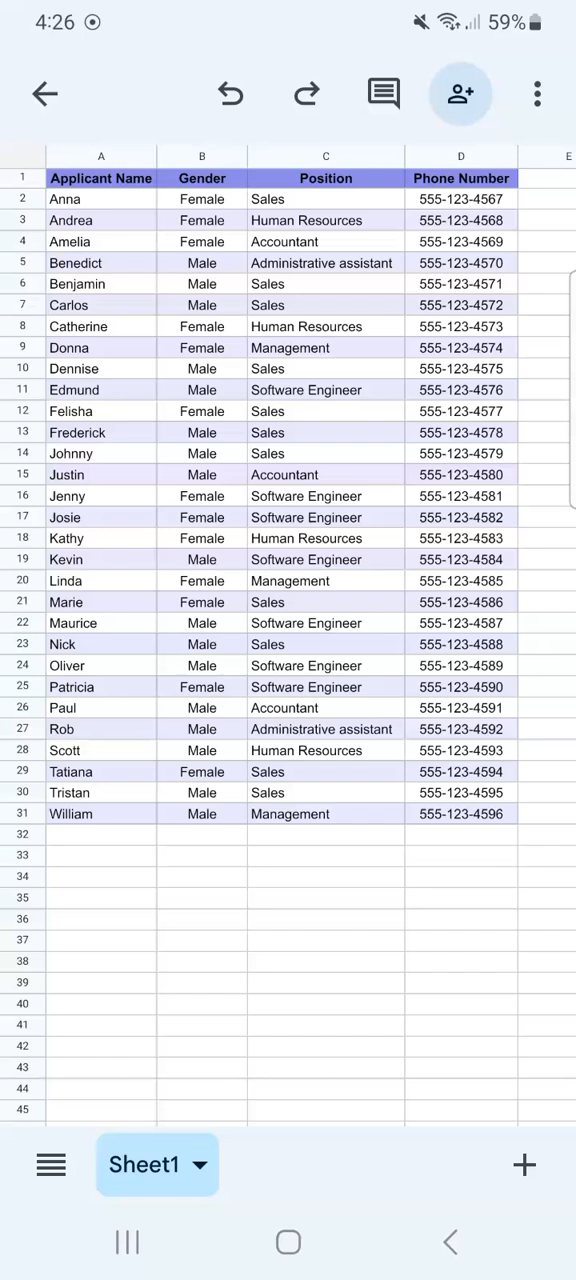 4:26 59%
A B C D E
1 Applicant Name Gender Position Phone Number
2 Anna Female Sales 555-123-4567
3 Andrea Female Human Resources 555-123-4568
4 Amelia Female Accountant 555-123-4569
5 Benedict Male Administrative assistant 555-123-4570
6 Benjamin Male Sales 555-123-4571
7 Carlos Male Sales 555-123-4572
8 Catherine Female Human Resources 555-123-4573
9 Donna Female Management 555-123-4574
10 Dennise Male Sales 555-123-4575
11 Edmund Male Software Engineer 555-123-4576
12 Felisha Female Sales 555-123-4577
13 Frederick Male Sales 555-123-4578
14 Johnny Male Sales 555-123-4579
15 Justin Male Accountant 555-123-4580
16 Jenny Female Software Engineer 555-123-4581
17 Josie Female Software Engineer 555-123-4582
18 Kathy Female Human Resources 555-123-4583
19 Kevin Male Software Engineer 555-123-4584
20 Linda Female Management 555-123-4585
21 Marie Female Sales 555-123-4586
22 Maurice Male Software Engineer 555-123-4587
23 Nick Male Sales 555-123-4588
24 Oliver Male Software Engineer 555-123-4589
25 Patricia Female Software Engineer 555-123-4590
26 Paul Male Accountant 555-123-4591
27 Rob Male Administrative assistant 555-123-4592
28 Scott Male Human Resources 555-123-4593
29 Tatiana Female Sales 555-123-4594
30 Tristan Male Sales 555-123-4595
31 William Male Management 555-123-4596
32
33
34
35
36
37
38
39
40
41
42
43
44
45
Sheet1